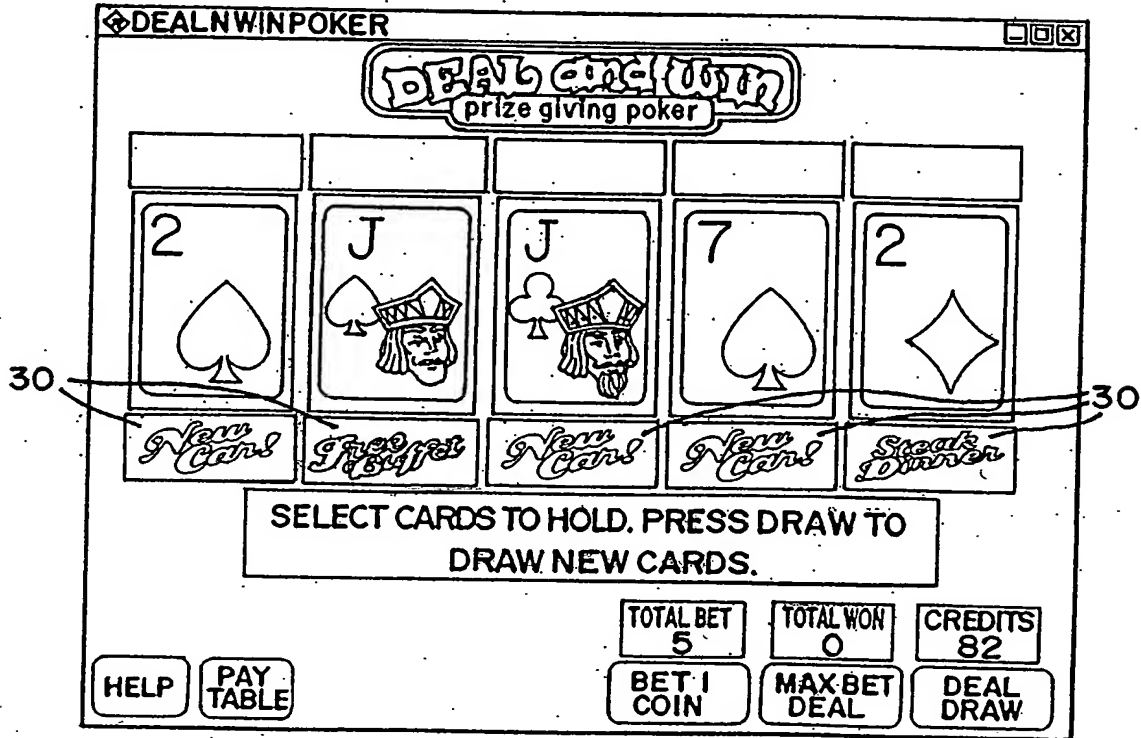 DEALNWINPOKER
DEAL and WIN
prize giving poker
2 J J 7 2
30 30
New Car! Free Buffet New Car! New Car! Steak Dinner
SELECT CARDS TO HOLD. PRESS DRAW TO
DRAW NEW CARDS.
TOTAL BET TOTAL WON CREDITS
5 0 82
HELP PAY TABLE BET 1 COIN MAX BET DEAL DEAL DRAW